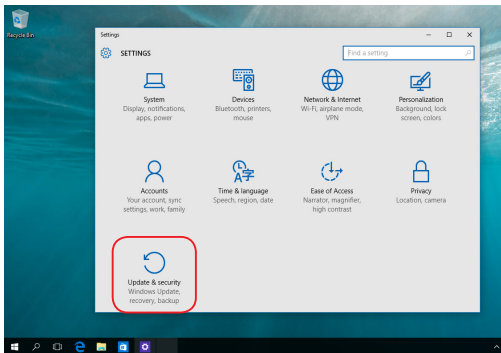 Recycle Bin
Settings
SETTINGS
Find a setting
System
Display, notifications,
apps, power
Devices
Bluetooth, printers,
mouse
Network & Internet
Wi-Fi, airplane mode,
VPN
Personalization
Background, lock
screen, colors
Accounts
Your account, sync
settings, work, family
Time & language
Speech, region, date
Ease of Access
Narrator, magnifier,
high contrast
Privacy
Location, camera
Update & security
Windows Update,
recovery, backup